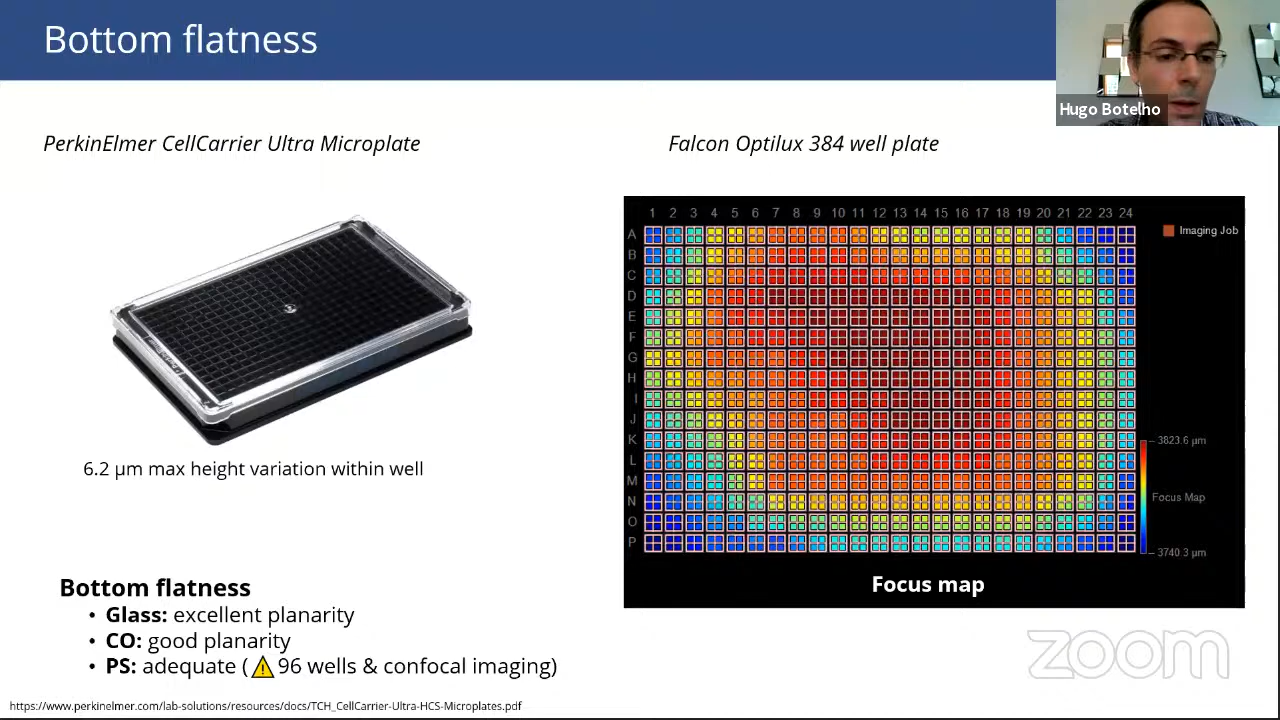 Bottom flatness
Hugo Botelho
PerkinElmer CellCarrier Ultra Microplate
Falcon Optilux 384 well plate
1 2 3 4 5 6 7 8 9 10 11 12 13 14 15 16 17 18 19 20 21 22 23 24
Imaging Job
A
B
C
D
E
F
G
H
I
J
K
L
M
N
O
P
3823.6 µm
Focus Map
3740.3 µm
Focus map
6.2 µm max height variation within well
Bottom flatness
• Glass: excellent planarity
• CO: good planarity
• PS: adequate (⚠96 wells & confocal imaging)
zoom
https://www.perkinelmer.com/lab-solutions/resources/docs/TCH_CellCarrier-Ultra-HCS-Microplates.pdf